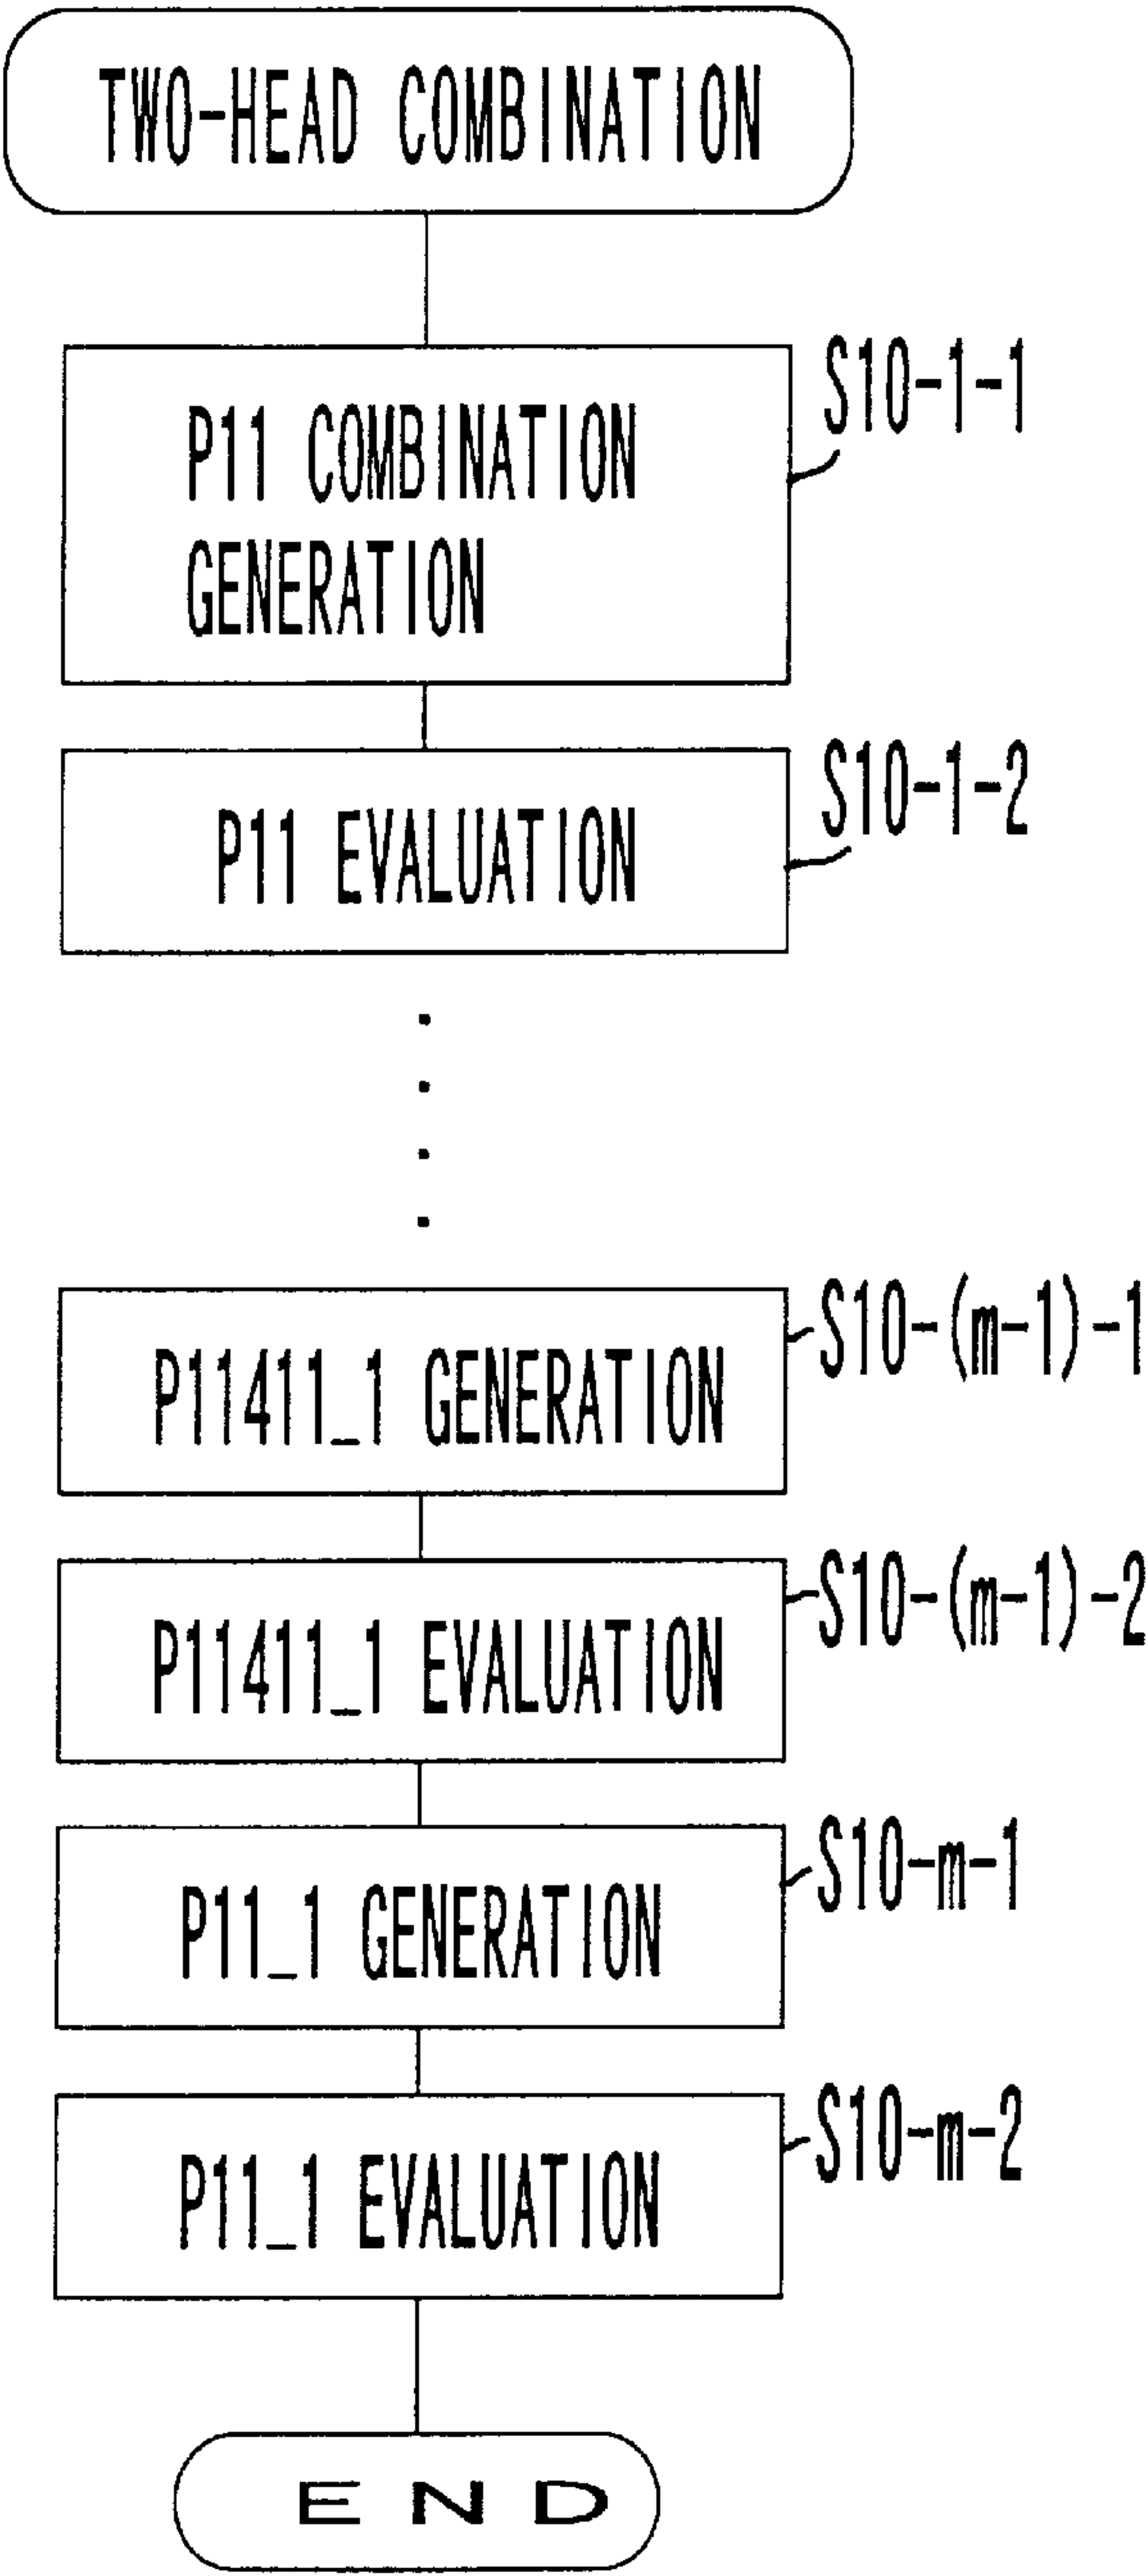 TWO-HEAD COMBINATION
S10-1-1
P11 COMBINATION
GENERATION
S10-1-2
P11 EVALUATION
S10-(m-1)-1
P11411_1 GENERATION
S10-(m-1)-2
P11411_1 EVALUATION
S10-m-1
P11_1 GENERATION
S10-m-2
P11_1 EVALUATION
END